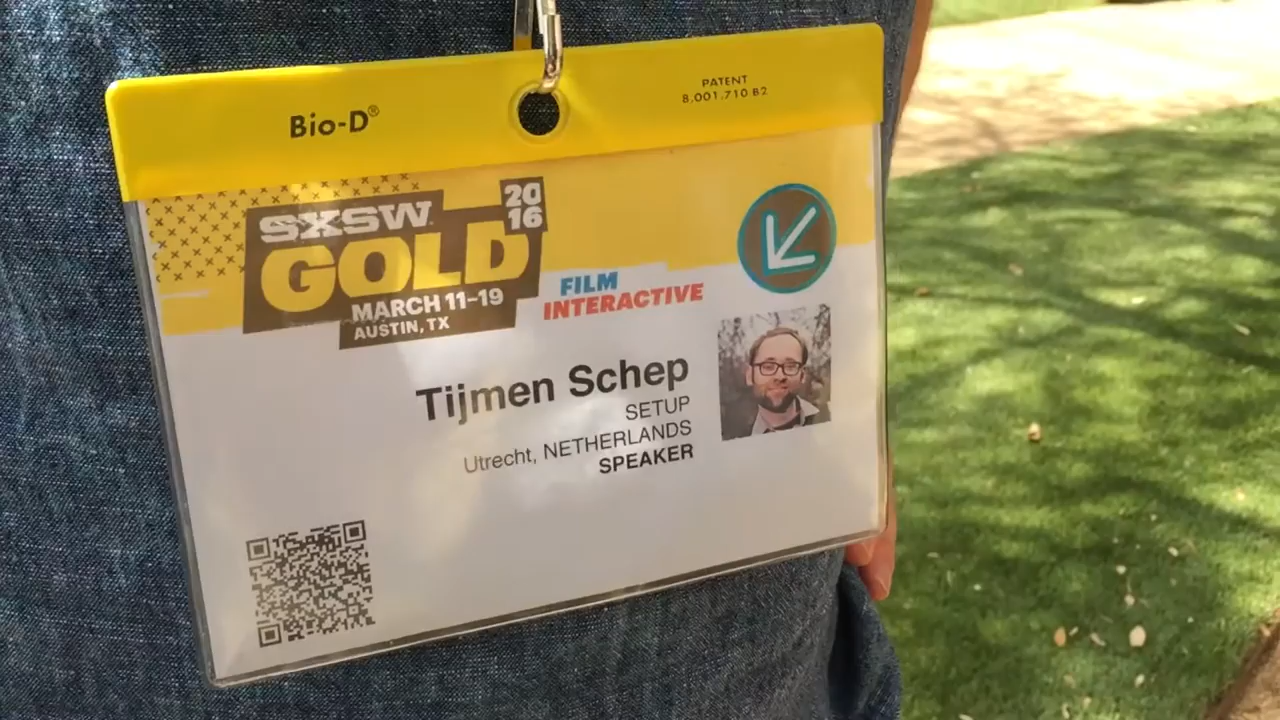 Bio-D®
PATENT
8,001,710 B2
SXSW
2016
GOLD
MARCH 11-19
AUSTIN, TX
FILM
INTERACTIVE
Tijmen Schep
SETUP
Utrecht, NETHERLANDS
SPEAKER